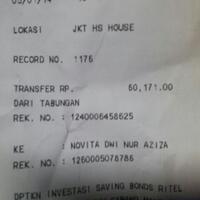 LOKASI : JKT HS HOUSE
RECORD NO. 1176
TRANSFER RP. 60,171.00
DARI TABUNGAN
REK. NO. : 1240006458625
KE : NOVITA DWI NUR AZIZA
REK. NO. : 1260005078786
DPTKN INVESTASI SAVING BONDS RITEL